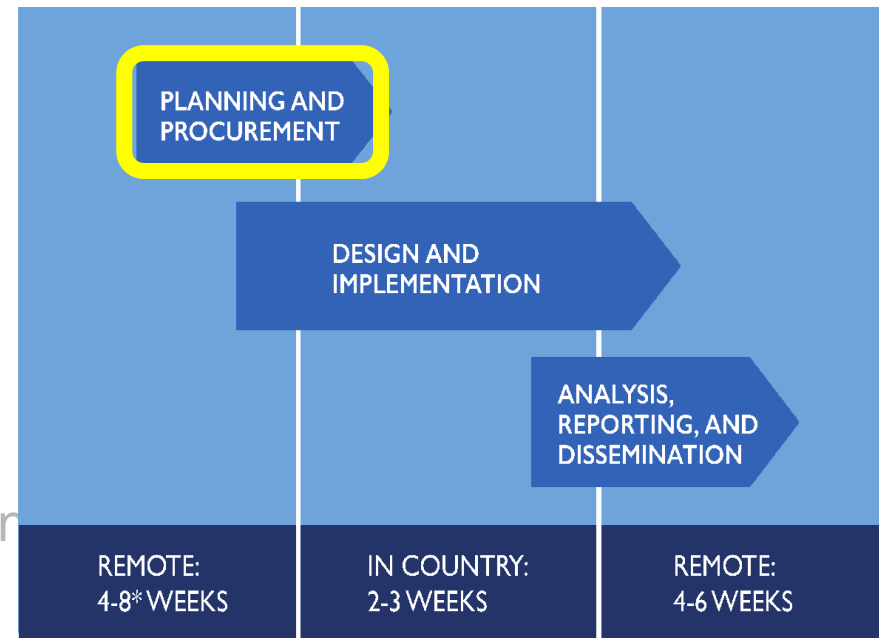 PLANNING AND
PROCUREMENT
DESIGN AND
IMPLEMENTATION
ANALYSIS,
REPORTING, AND
DISSEMINATION
REMOTE:
4-8* WEEKS
IN COUNTRY:
2-3 WEEKS
REMOTE:
4-6 WEEKS